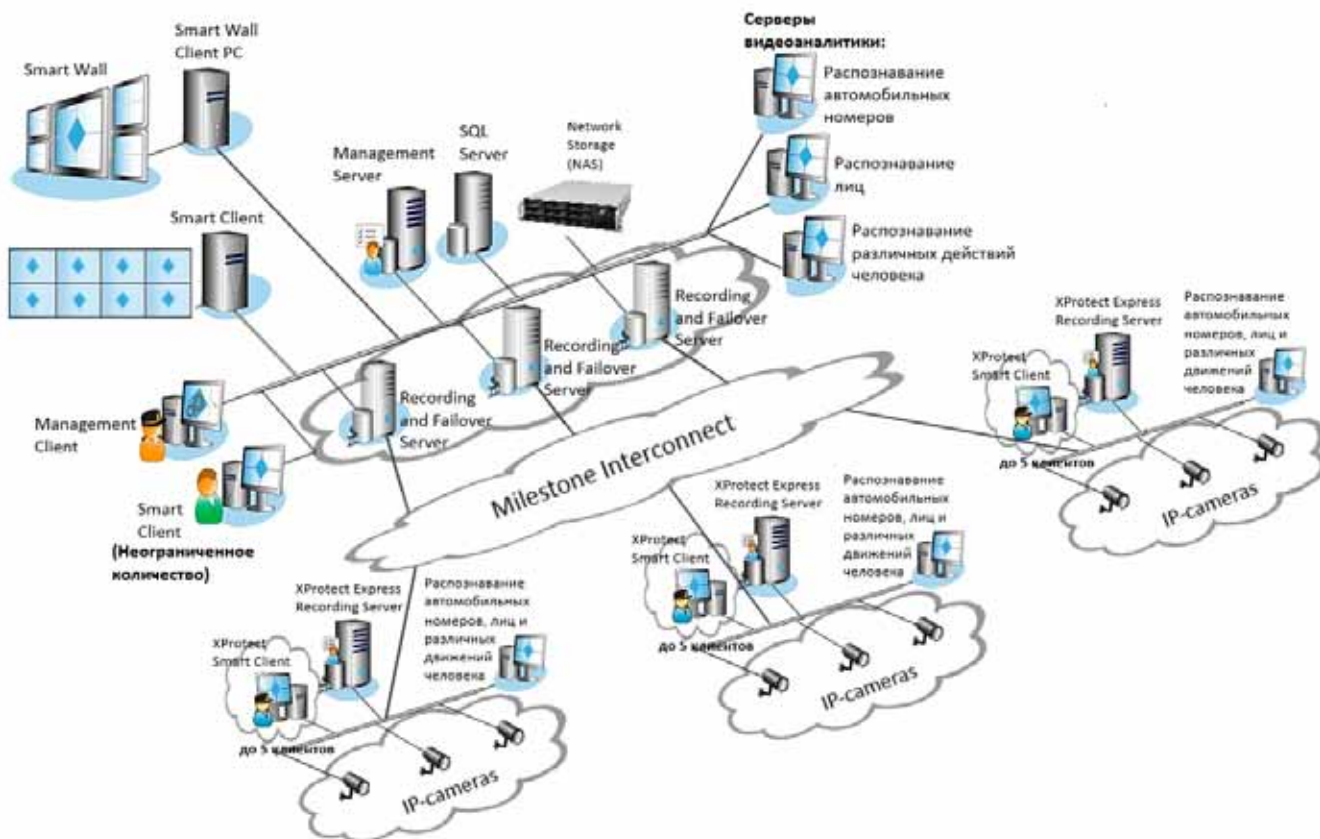 Smart Wall
Client PC
Smart Wall
Серверы
видеоаналитики:
Распознавание
автомобильных
номеров
Распознавание
лиц
Распознавание
различных действий
человека
Management
Server
SQL
Server
Network
Storage
(NAS)
Smart Client
Recording
and Failover
Server
Recording
and Failover
Server
Recording
and Failover
Server
Management
Client
Smart
Client
(Неограниченное
количество)
Milestone Interconnect
XProtect Express
Recording Server
Распознавание
автомобильных
номеров, лиц и
различных
движений
человека
XProtect
Smart Client
до 5 клиентов
IP-cameras
XProtect Express
Recording Server
Распознавание
автомобильных
номеров, лиц и
различных
движений
человека
XProtect
Smart Client
до 5 клиентов
IP-cameras
XProtect Express
Recording Server
Распознавание
автомобильных
номеров, лиц и
различных
движений
человека
XProtect
Smart Client
до 5 клиентов
IP-cameras